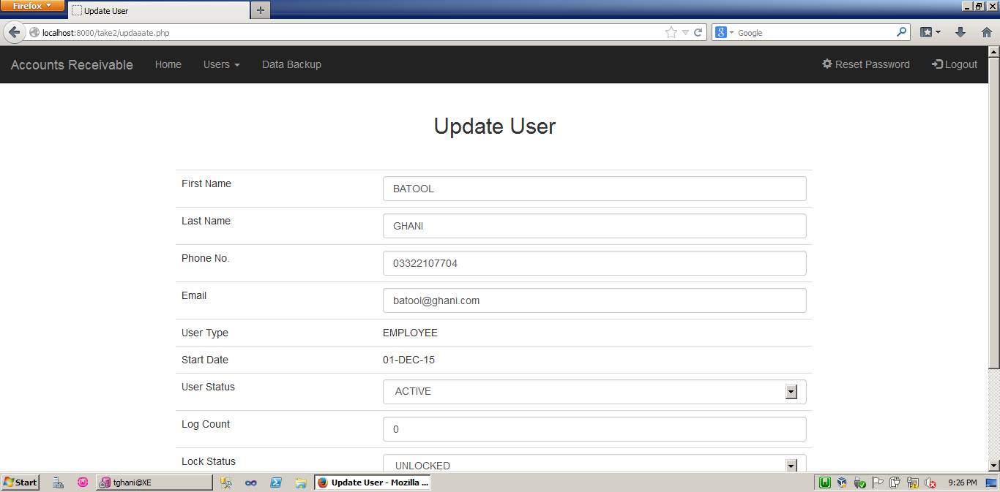 Firefox
Update User
localhost:8000/take2/updaaate.php
Google
Accounts Receivable Home Users Data Backup Reset Password Logout
Update User
First Name BATOOL
Last Name GHANI
Phone No. 03322107704
Email batool@ghani.com
User Type EMPLOYEE
Start Date 01-DEC-15
User Status ACTIVE
Log Count 0
Lock Status UNLOCKED
Start tghani@XE Update User - Mozilla ... 9:26 PM